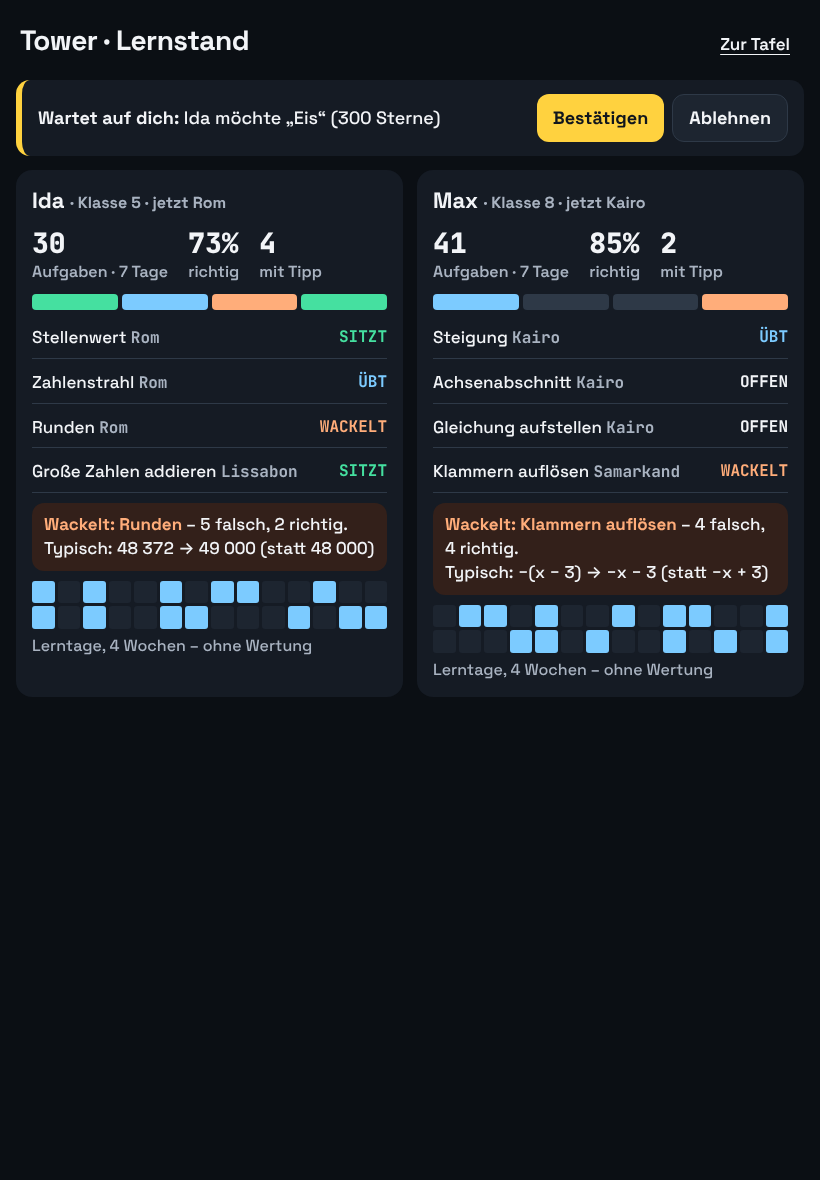 Tower · Lernstand
Zur Tafel
Wartet auf dich: Ida möchte „Eis“ (300 Sterne)
Bestätigen
Ablehnen
Ida · Klasse 5 · jetzt Rom
30 73% 4
Aufgaben · 7 Tage richtig mit Tipp
Stellenwert Rom SITZT
Zahlenstrahl Rom ÜBT
Runden Rom WACKELT
Große Zahlen addieren Lissabon SITZT
Wackelt: Runden – 5 falsch, 2 richtig.
Typisch: 48 372 → 49 000 (statt 48 000)
Lerntage, 4 Wochen – ohne Wertung
Max · Klasse 8 · jetzt Kairo
41 85% 2
Aufgaben · 7 Tage richtig mit Tipp
Steigung Kairo ÜBT
Achsenabschnitt Kairo OFFEN
Gleichung aufstellen Kairo OFFEN
Klammern auflösen Samarkand WACKELT
Wackelt: Klammern auflösen – 4 falsch,
4 richtig.
Typisch: −(x − 3) → −x − 3 (statt −x + 3)
Lerntage, 4 Wochen – ohne Wertung